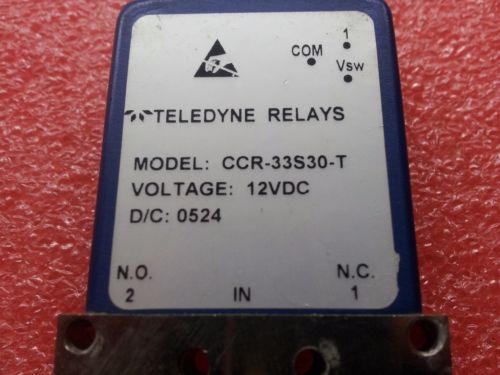 1
COM
Vsw
TELEDYNE RELAYS
MODEL: CCR-33S30-T
VOLTAGE: 12VDC
D/C: 0524
N.O. N.C.
2 IN 1